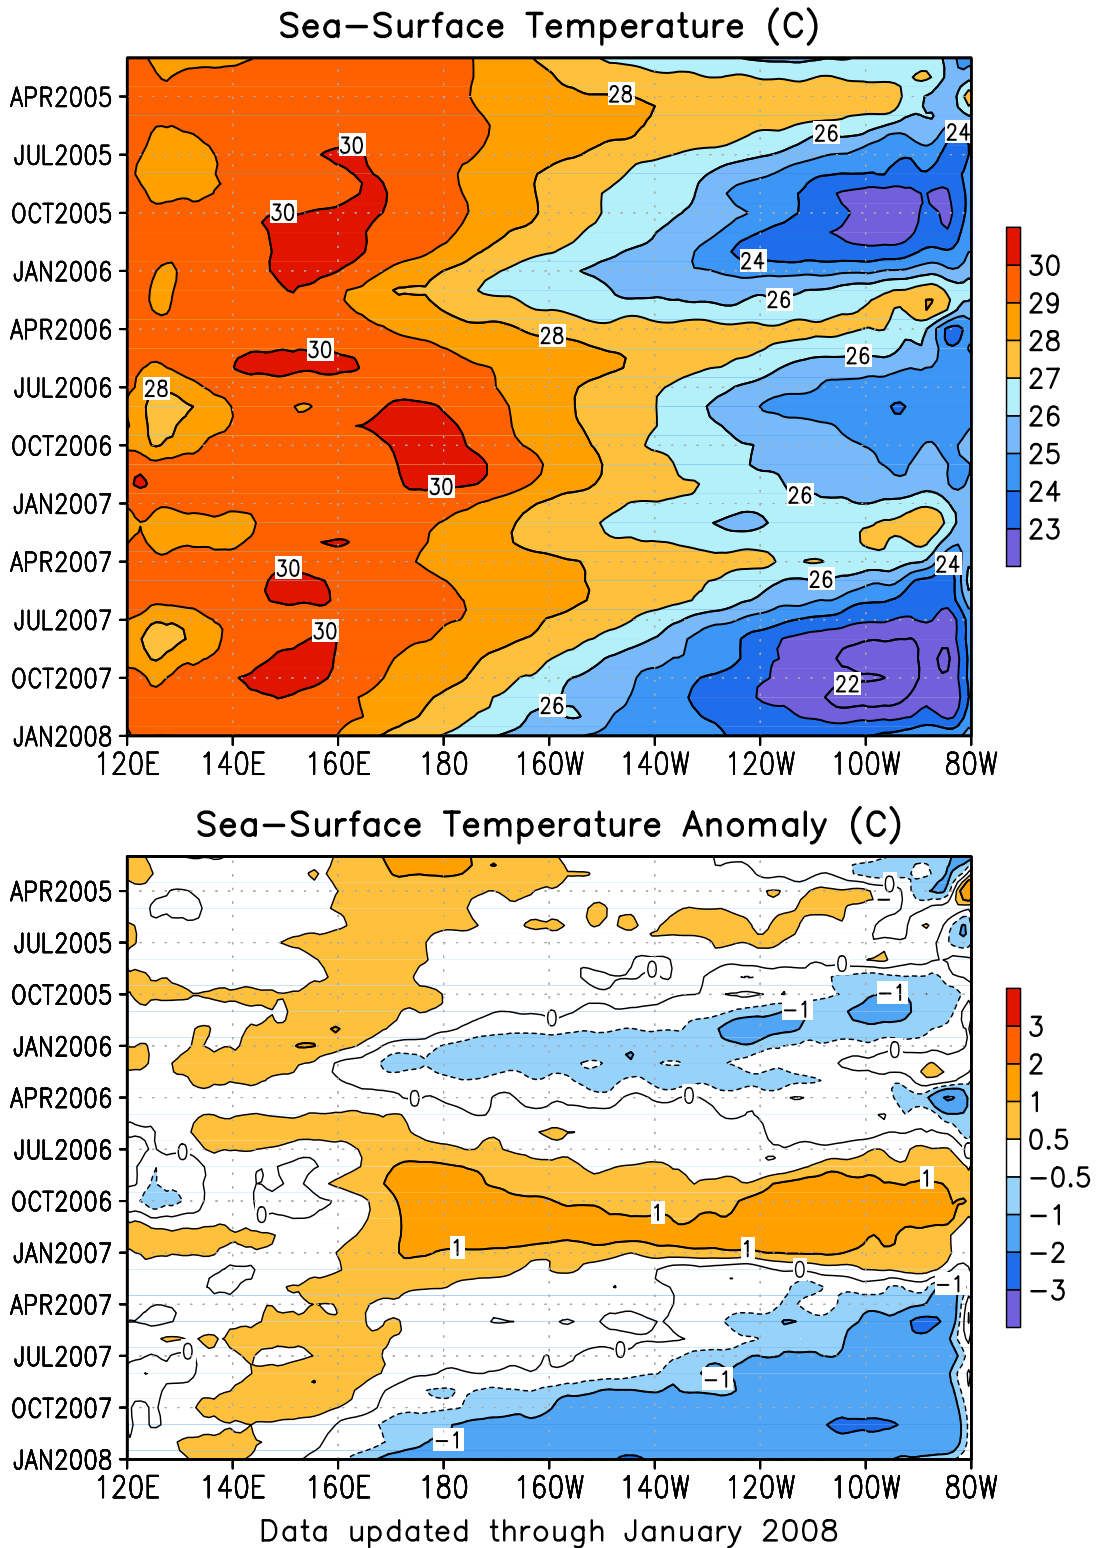 Sea-Surface Temperature (C)
APR2005
JUL2005
OCT2005
JAN2006
APR2006
JUL2006
OCT2006
JAN2007
APR2007
JUL2007
OCT2007
JAN2008
28
26
24
30
30
24
26
28
30
26
28
30
26
30
24
26
30
22
26
30
29
28
27
26
25
24
23
120E 140E 160E 180 160W 140W 120W 100W 80W
Sea-Surface Temperature Anomaly (C)
APR2005
JUL2005
OCT2005
JAN2006
APR2006
JUL2006
OCT2006
JAN2007
APR2007
JUL2007
OCT2007
JAN2008
0
0
0
-1
-1
0
0
0
0
0
1
0
1
1
1
0
-1
0
0
-1
-1
3
2
1
0.5
-0.5
-1
-2
-3
120E 140E 160E 180 160W 140W 120W 100W 80W
Data updated through January 2008